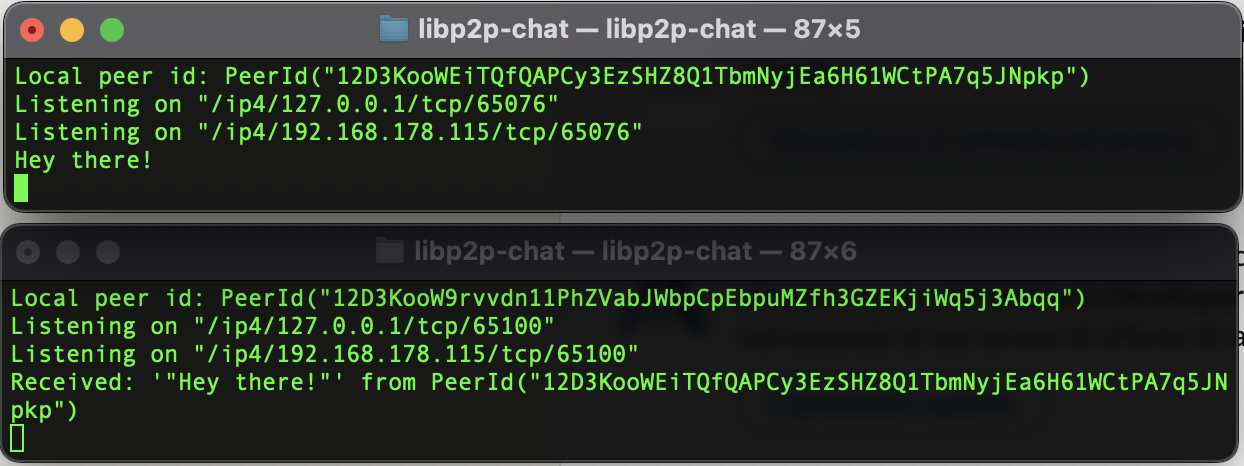 libp2p-chat — libp2p-chat — 87×5
Local peer id: PeerId("12D3KooWEiTQfQAPCy3EzSHZ8Q1TbmNyjEa6H61WCtPA7q5JNpkp")
Listening on "/ip4/127.0.0.1/tcp/65076"
Listening on "/ip4/192.168.178.115/tcp/65076"
Hey there!
libp2p-chat — libp2p-chat — 87×6
Local peer id: PeerId("12D3KooW9rvvdn11PhZVabJWbpCpEbpuMZfh3GZEKjiWq5j3Abqq")
Listening on "/ip4/127.0.0.1/tcp/65100"
Listening on "/ip4/192.168.178.115/tcp/65100"
Received: '"Hey there!"' from PeerId("12D3KooWEiTQfQAPCy3EzSHZ8Q1TbmNyjEa6H61WCtPA7q5JN
pkp")